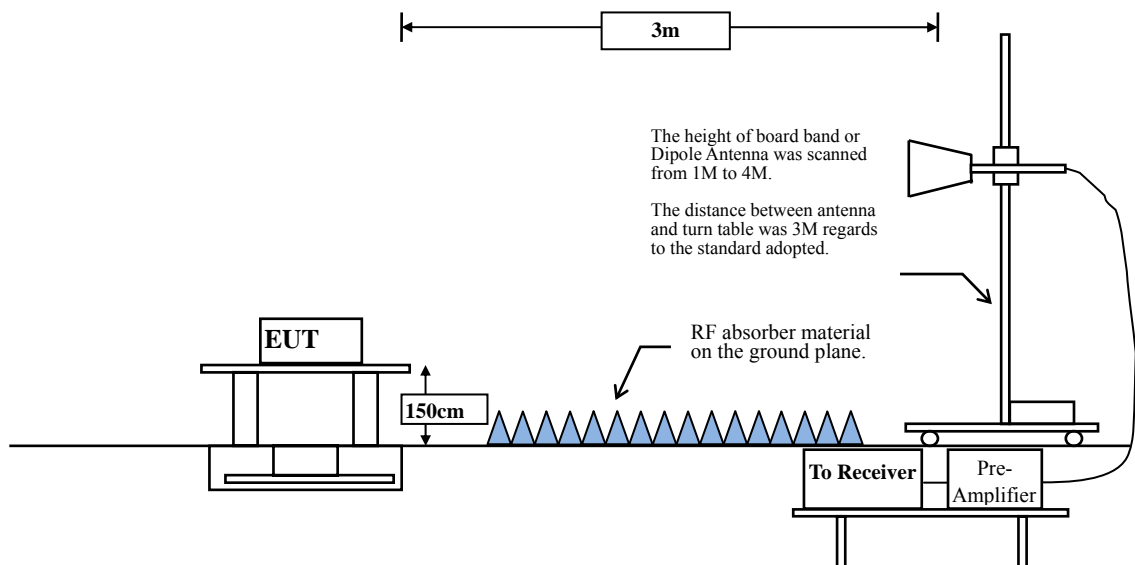 3m
The height of board band or
Dipole Antenna was scanned
from 1M to 4M.
The distance between antenna
and turn table was 3M regards
to the standard adopted.
EUT
RF absorber material
on the ground plane.
150cm
To Receiver
Pre-
Amplifier